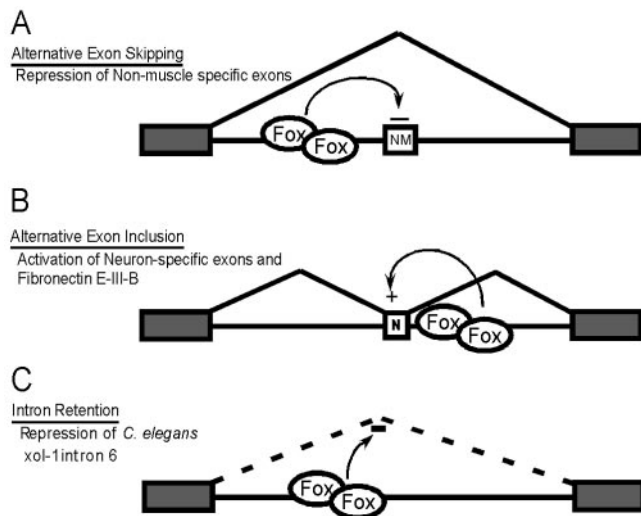 A
Alternative Exon Skipping
Repression of Non-muscle specific exons
Fox
Fox
NM
B
Alternative Exon Inclusion
Activation of Neuron-specific exons and
Fibronectin E-III-B
+
N
Fox
Fox
C
Intron Retention
Repression of C. elegans
xol-1intron 6
Fox
Fox